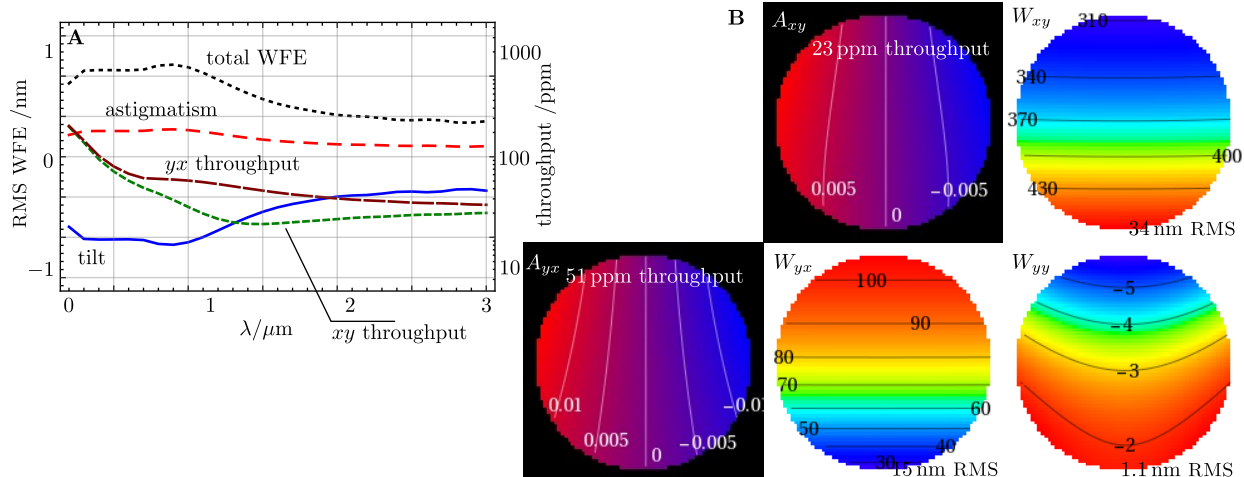 A
1
0
−1
RMS WFE /nm
total WFE
astigmatism
yx throughput
tilt
xy throughput
0 1 2 3
λ/μm
1000
100
10
throughput /ppm
B
A_xy
23 ppm throughput
0.005
0
−0.005
W_xy
310
340
370
400
430
34 nm RMS
A_yx
51 ppm throughput
0.01
0.005
0
−0.005
−0.01
W_yx
100
90
80
70
60
50
40
30
15 nm RMS
W_yy
−5
−4
−3
−2
1.1 nm RMS